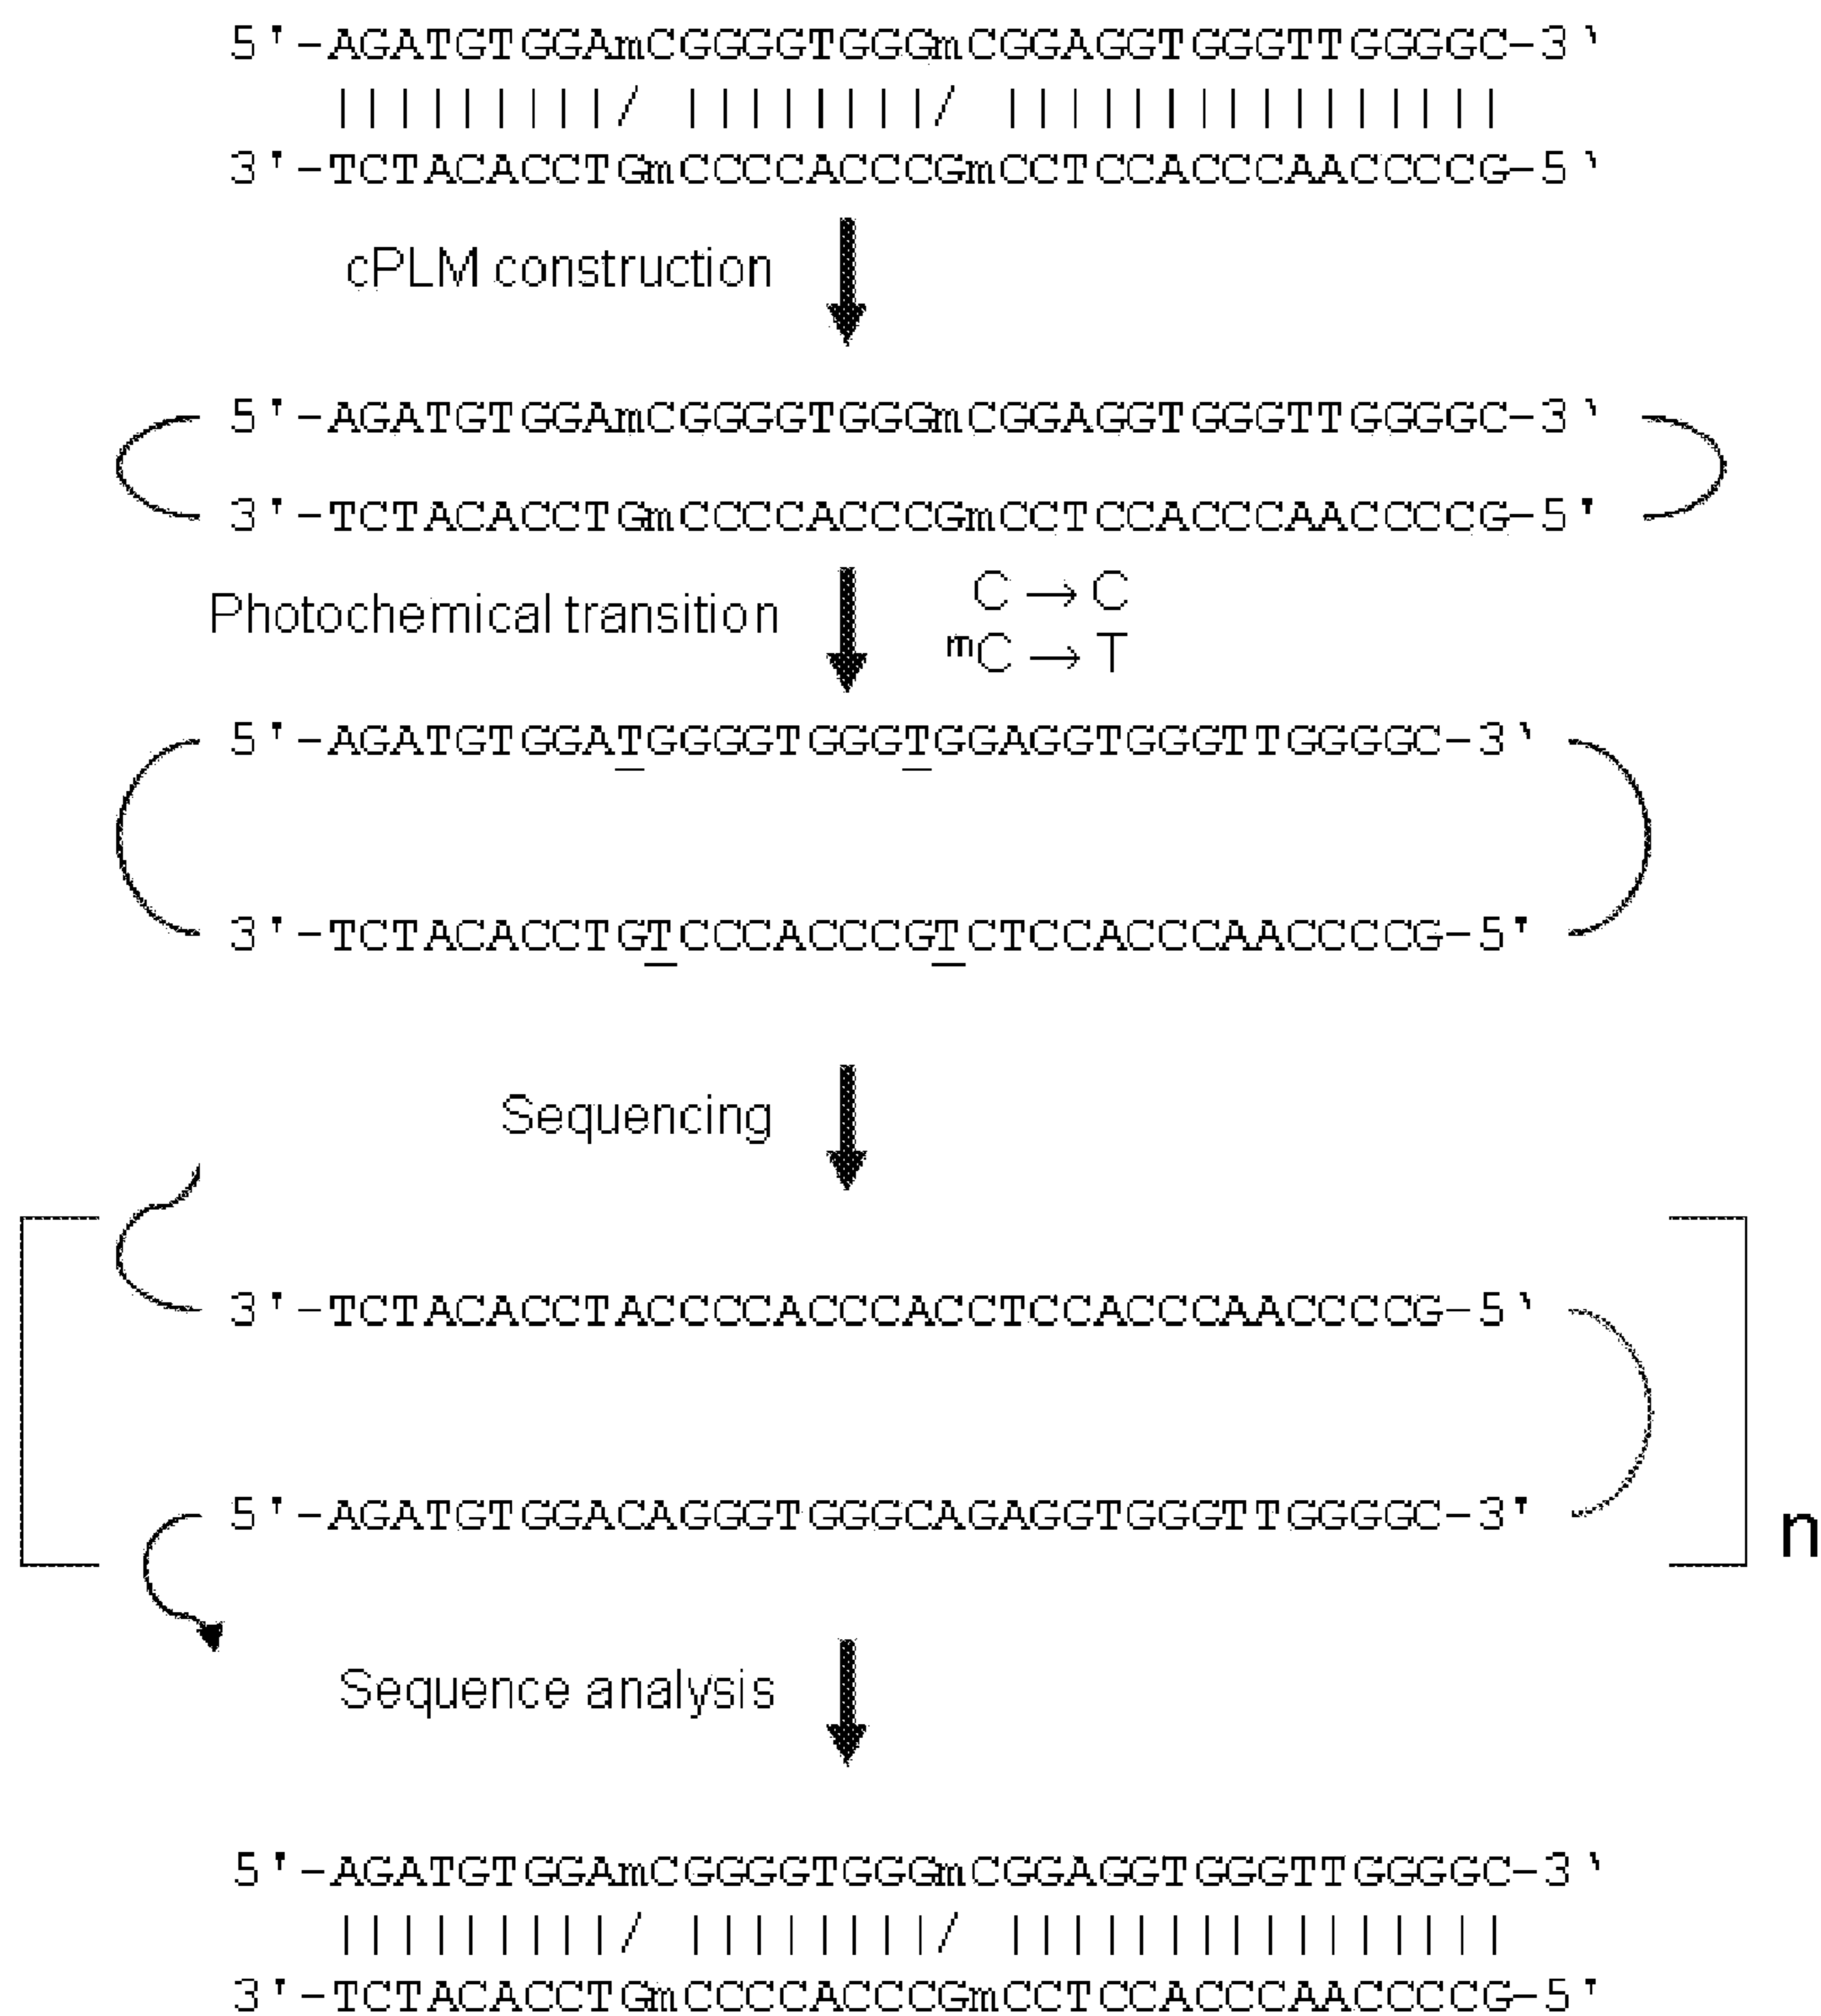 5'-AGATGTGGAmCGGGGTGGGmCGGAGGTGGGTTGGGGC-3'
|||||||||/ ||||||||/ ||||||||||||||||
3'-TCTACACCTGmCCCCACCCGmCCTCCACCCAACCCCG-5'
cPLM construction
5'-AGATGTGGAmCGGGGTGGGmCGGAGGTGGGTTGGGGC-3'
3'-TCTACACCTGmCCCCACCCGmCCTCCACCCAACCCCG-5'
Photochemical transition
C → C
mC → T
5'-AGATGTGGATGGGGTGGGTGGAGGTGGGTTGGGGC-3'
3'-TCTACACCTGTCCCACCCGTCTCCACCCAACCCCG-5'
Sequencing
3'-TCTACACCTACCCCACCCACCTCCACCCAACCCCG-5'
5'-AGATGTGGACAGGGTGGGCAGAGGTGGGTTGGGGC-3'
n
Sequence analysis
5'-AGATGTGGAmCGGGGTGGGmCGGAGGTGGGTTGGGGC-3'
|||||||||/ ||||||||/ ||||||||||||||||
3'-TCTACACCTGmCCCCACCCGmCCTCCACCCAACCCCG-5'